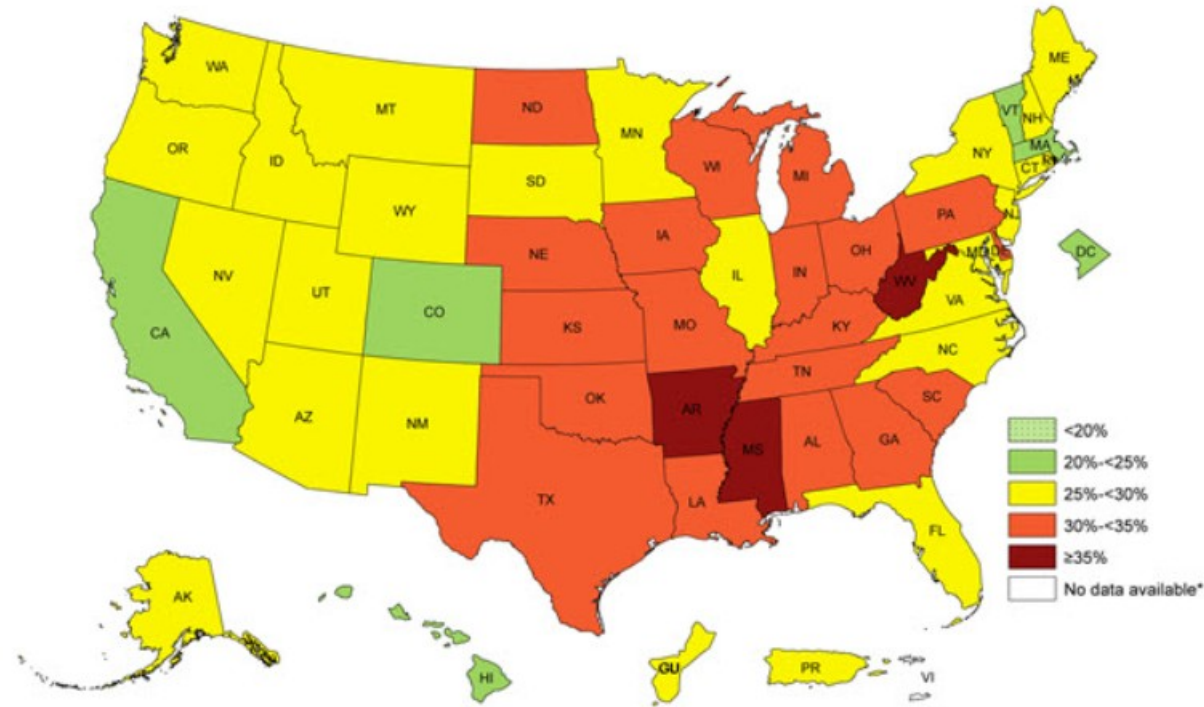 WA
MT
ND
MN
ME
VT
NH
OR
ID
SD
WI
MI
NY
MA
RI
CT
WY
IA
PA
NJ
NE
OH
MD
DE
DC
NV
UT
CO
IL
IN
WV
VA
CA
KS
MO
KY
NC
TN
AZ
NM
OK
AR
SC
MS
AL
GA
TX
LA
FL
<20%
20%-<25%
25%-<30%
30%-<35%
≥35%
No data available*
AK
HI
GU
PR
VI